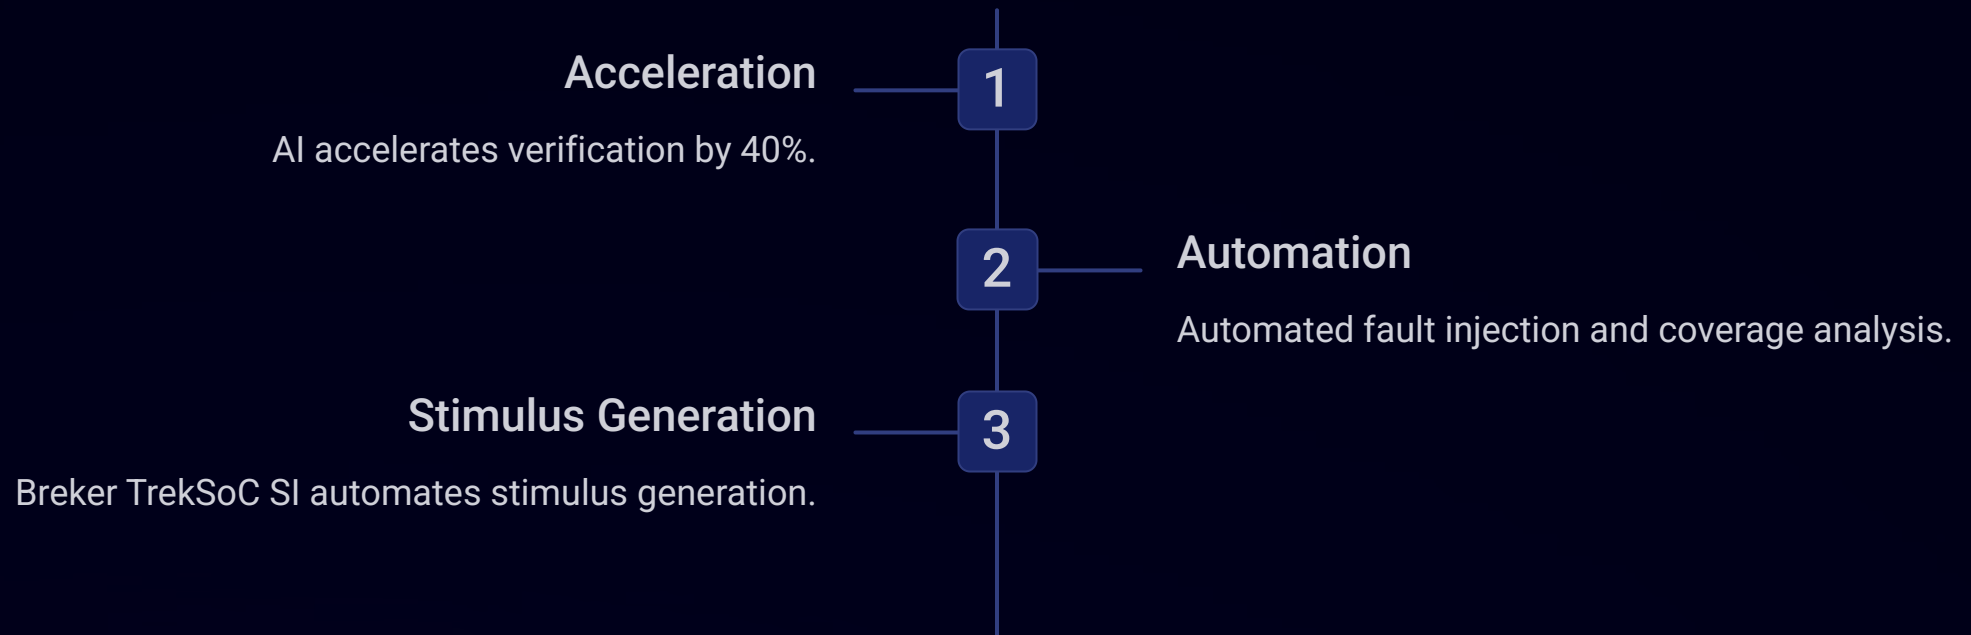 Acceleration
1
AI accelerates verification by 40%.
2
Automation
Automated fault injection and coverage analysis.
Stimulus Generation
3
Breker TrekSoC SI automates stimulus generation.